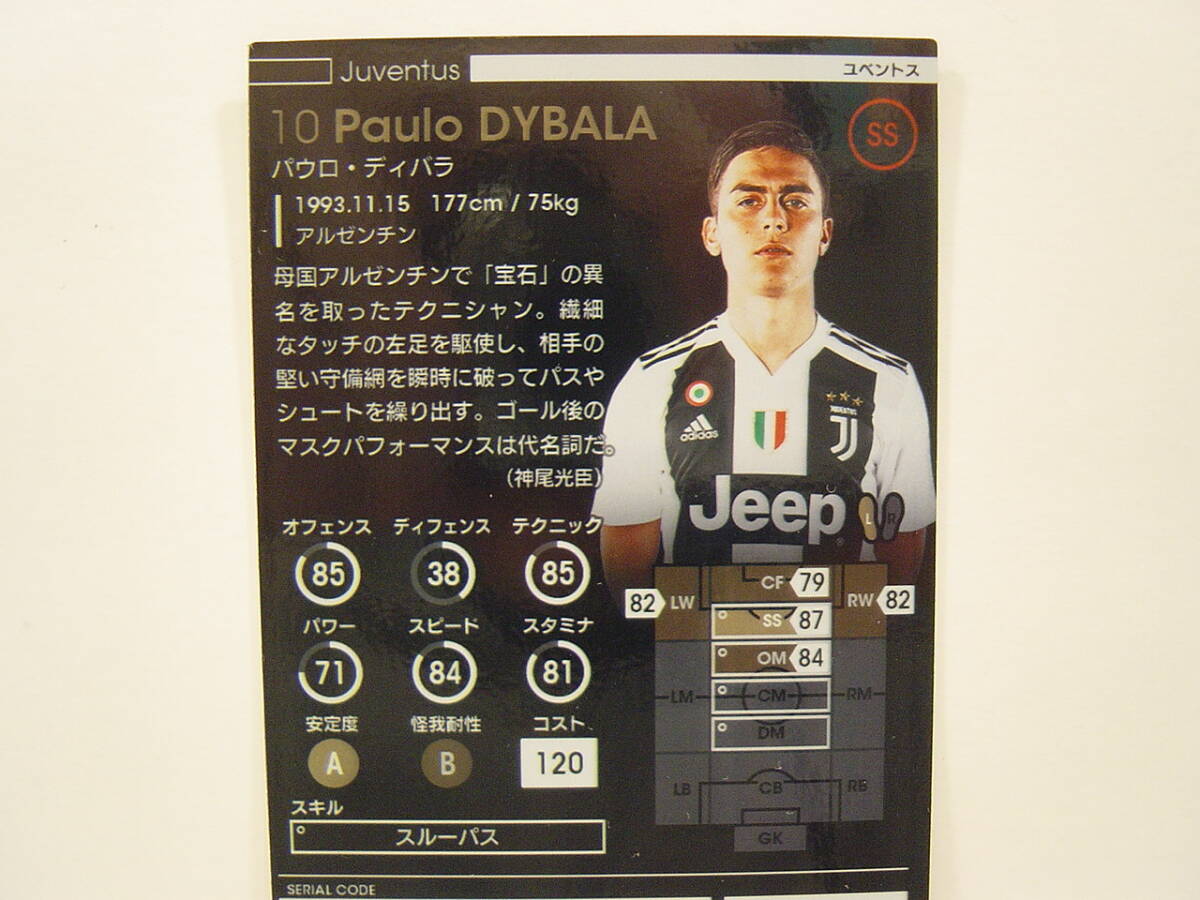 Juventus
ユベントス
10 Paulo DYBALA
SS
パウロ・ディバラ
1993.11.15 177cm / 75kg
アルゼンチン
母国アルゼンチンで「宝石」の異
名を取ったテクニシャン。繊細
なタッチの左足を駆使し、相手の
堅い守備網を瞬時に破ってパスや
シュートを繰り出す。ゴール後の
マスクパフォーマンスは代名詞だ。
（神尾光臣）
adidas
JUVENTUS
Jeep
L R
オフェンス ディフェンス テクニック
85 38 85
パワー スピード スタミナ
71 84 81
安定度 怪我耐性 コスト
A B 120
スキル
スルーパス
CF 79
82 LW RW 82
SS 87
OM 84
LM CM RM
DM
LB CB RB
GK
SERIAL CODE